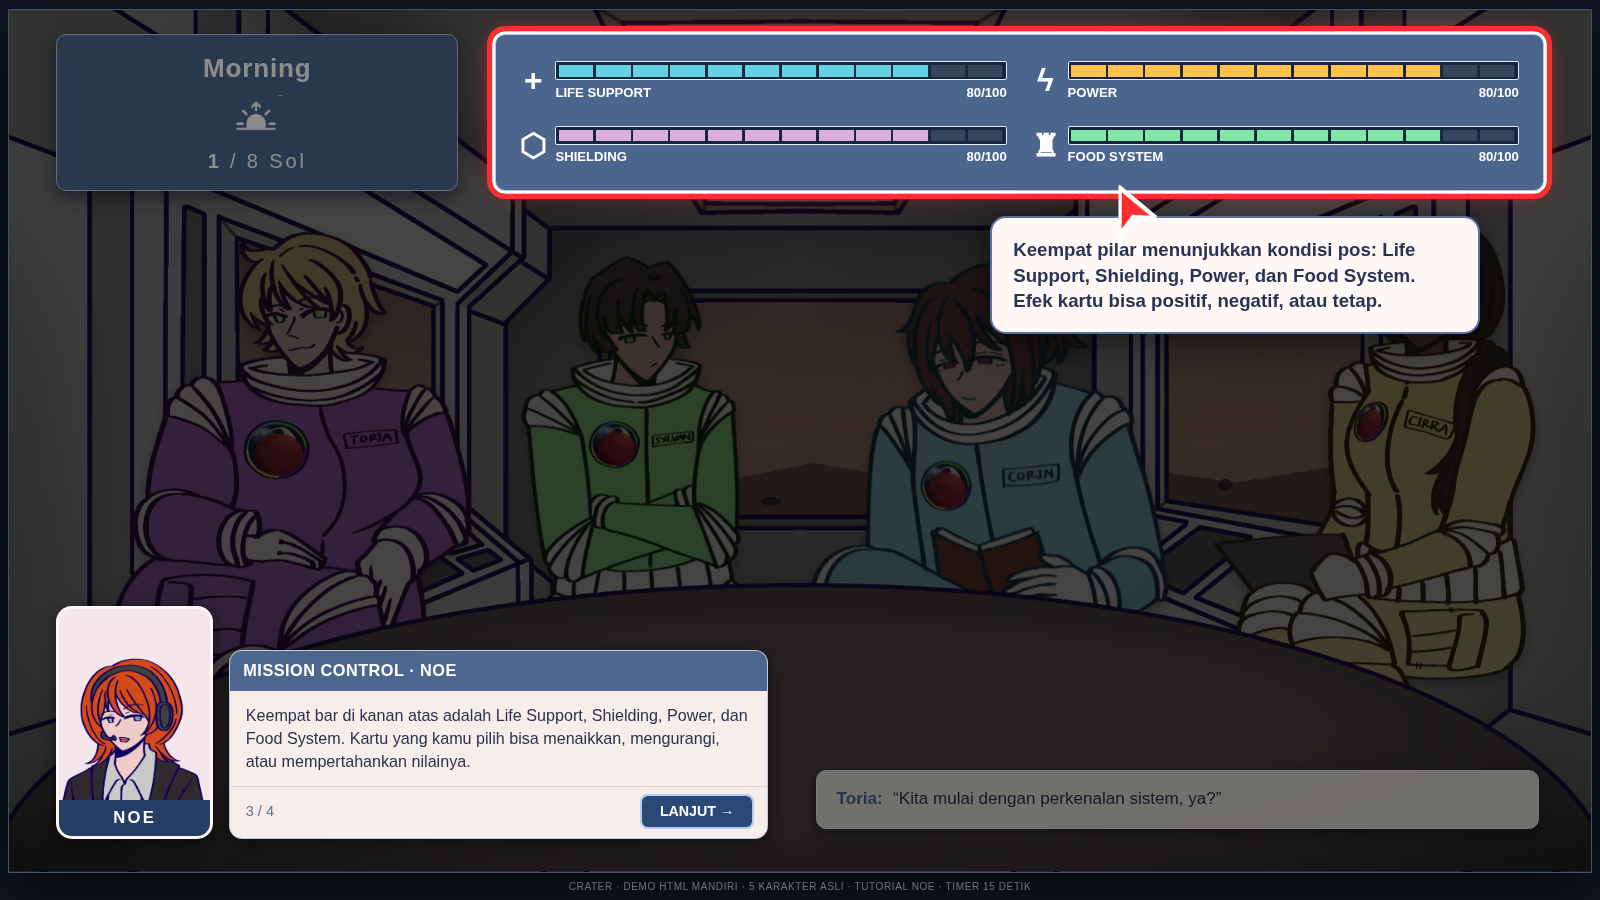 Morning
1 / 8 Sol
LIFE SUPPORT 80/100
POWER 80/100
SHIELDING 80/100
FOOD SYSTEM 80/100
Keempat pilar menunjukkan kondisi pos: Life
Support, Shielding, Power, dan Food System.
Efek kartu bisa positif, negatif, atau tetap.
TORIA
SYLVAN
CORIN
CIRRA
MISSION CONTROL · NOE
Keempat bar di kanan atas adalah Life Support, Shielding, Power, dan
Food System. Kartu yang kamu pilih bisa menaikkan, mengurangi,
atau mempertahankan nilainya.
3 / 4
LANJUT →
NOE
Toria: “Kita mulai dengan perkenalan sistem, ya?”
CRATER · DEMO HTML MANDIRI · 5 KARAKTER ASLI · TUTORIAL NOE · TIMER 15 DETIK